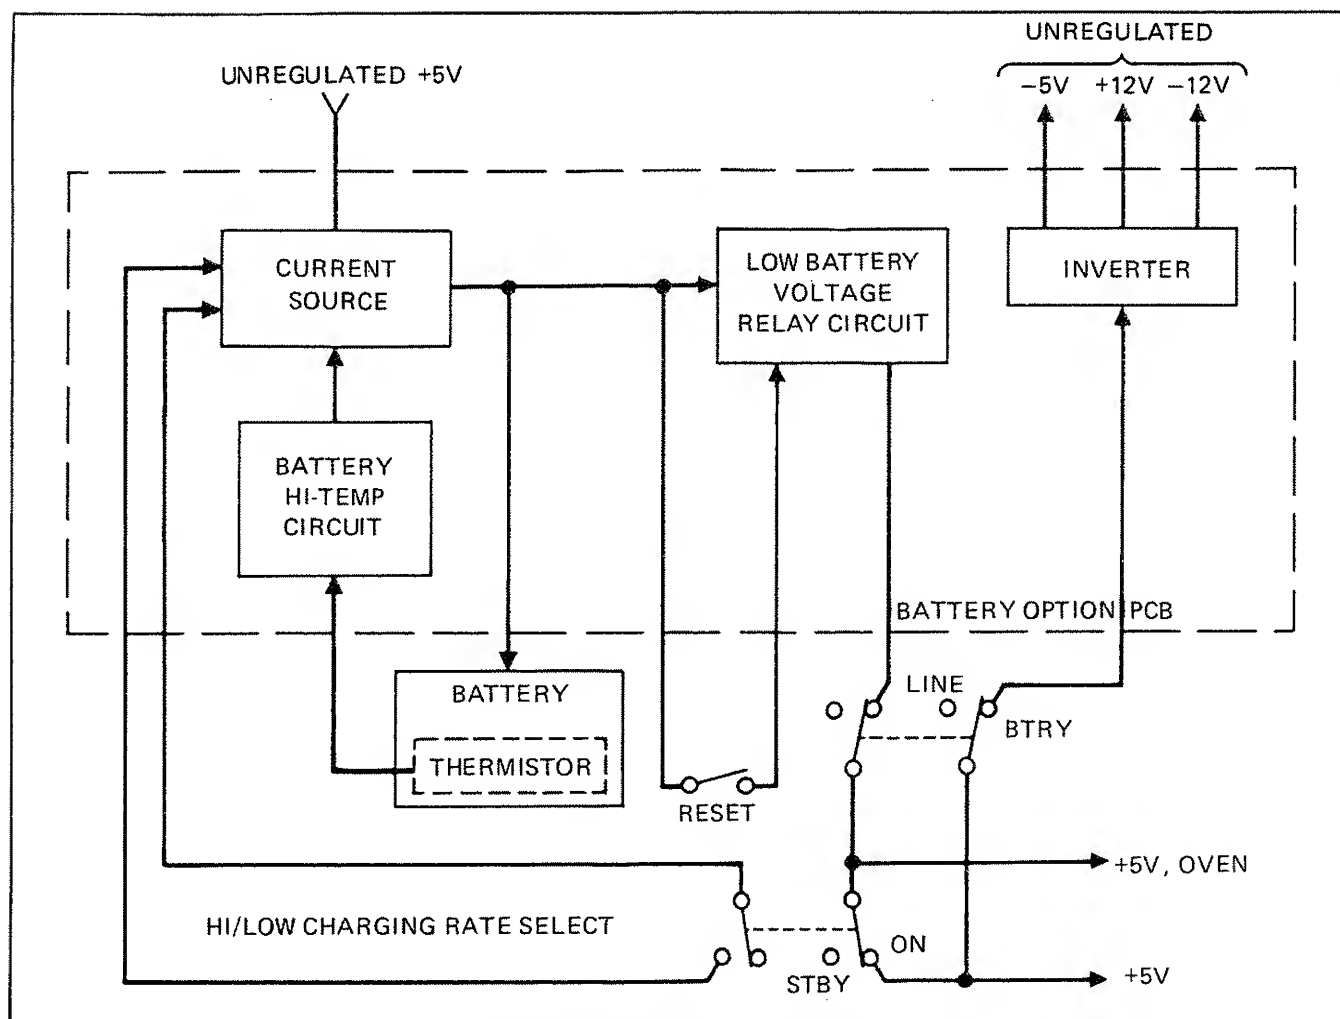 UNREGULATED
UNREGULATED +5V
–5V +12V –12V
CURRENT
SOURCE
LOW BATTERY
VOLTAGE
RELAY CIRCUIT
INVERTER
BATTERY
HI-TEMP
CIRCUIT
BATTERY OPTION PCB
BATTERY
THERMISTOR
LINE
BTRY
RESET
+5V, OVEN
HI/LOW CHARGING RATE SELECT
ON
STBY
+5V